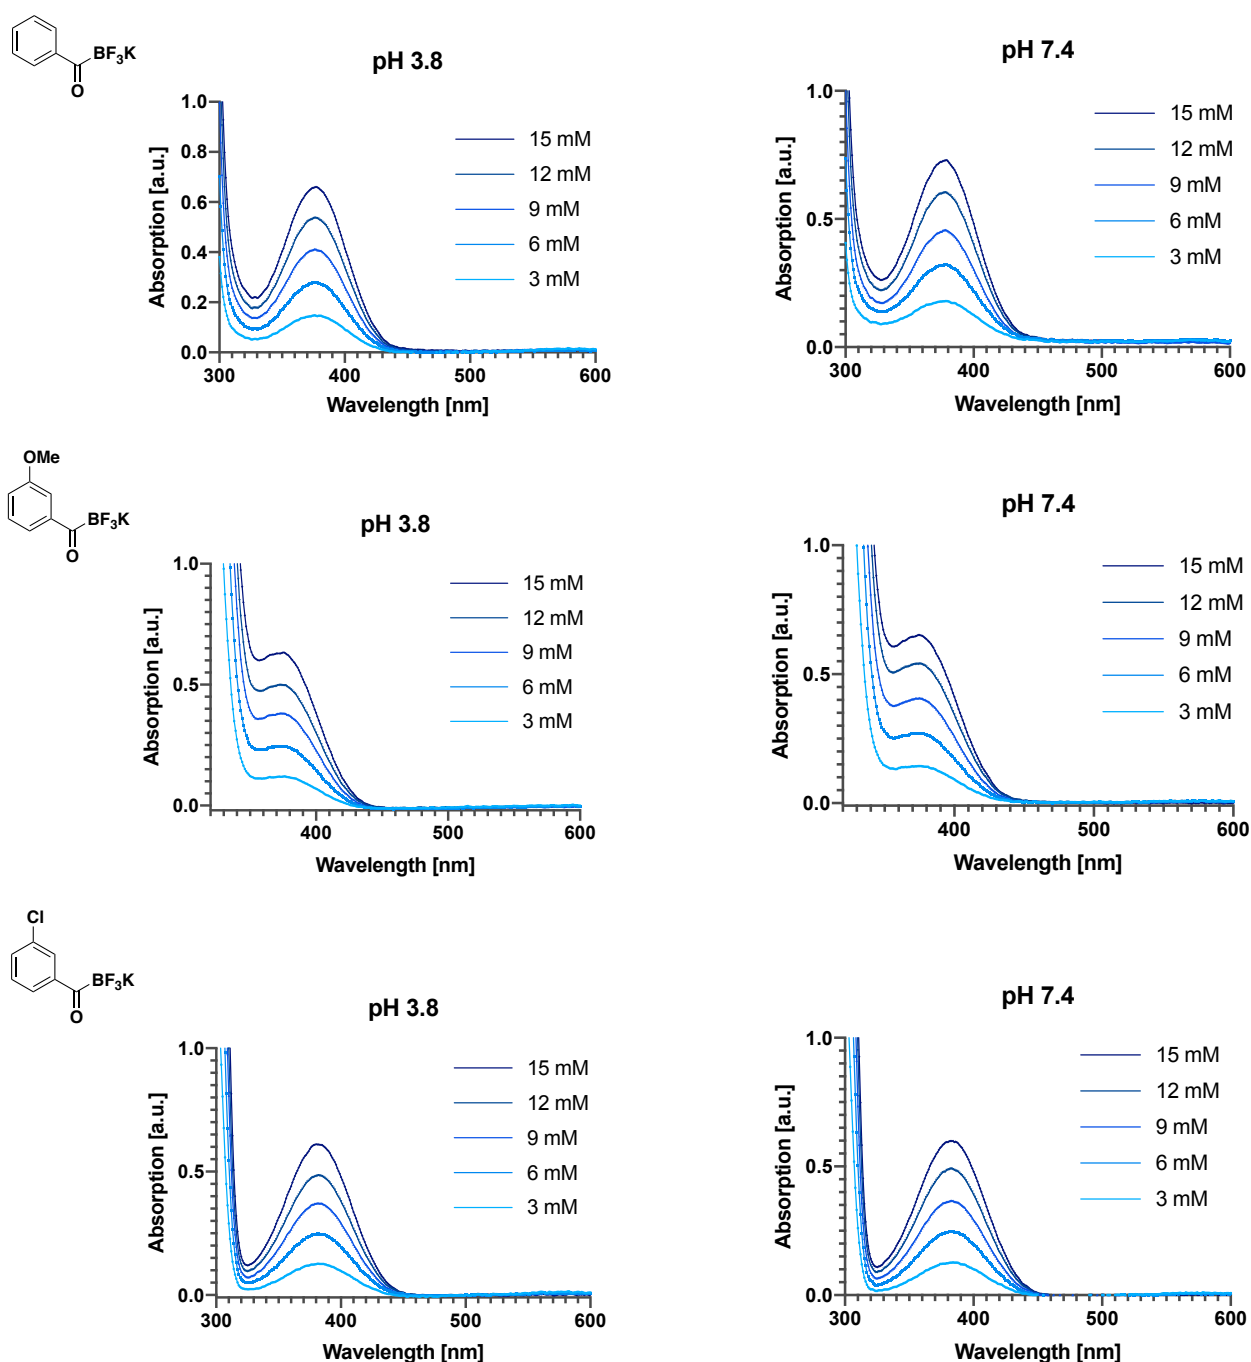 BF3K
O
pH 3.8
Absorption [a.u.]
1.0
0.8
0.6
0.4
0.2
0.0
300
400
500
600
Wavelength [nm]
15 mM
12 mM
9 mM
6 mM
3 mM
pH 7.4
Absorption [a.u.]
1.0
0.5
0.0
300
400
500
600
Wavelength [nm]
15 mM
12 mM
9 mM
6 mM
3 mM
OMe
BF3K
O
pH 3.8
Absorption [a.u.]
1.0
0.5
0.0
400
500
600
Wavelength [nm]
15 mM
12 mM
9 mM
6 mM
3 mM
pH 7.4
Absorption [a.u.]
1.0
0.5
0.0
400
500
600
Wavelength [nm]
15 mM
12 mM
9 mM
6 mM
3 mM
Cl
BF3K
O
pH 3.8
Absorption [a.u.]
1.0
0.5
0.0
300
400
500
600
Wavelength [nm]
15 mM
12 mM
9 mM
6 mM
3 mM
pH 7.4
Absorption [a.u.]
1.0
0.5
0.0
300
400
500
600
Wavelength [nm]
15 mM
12 mM
9 mM
6 mM
3 mM